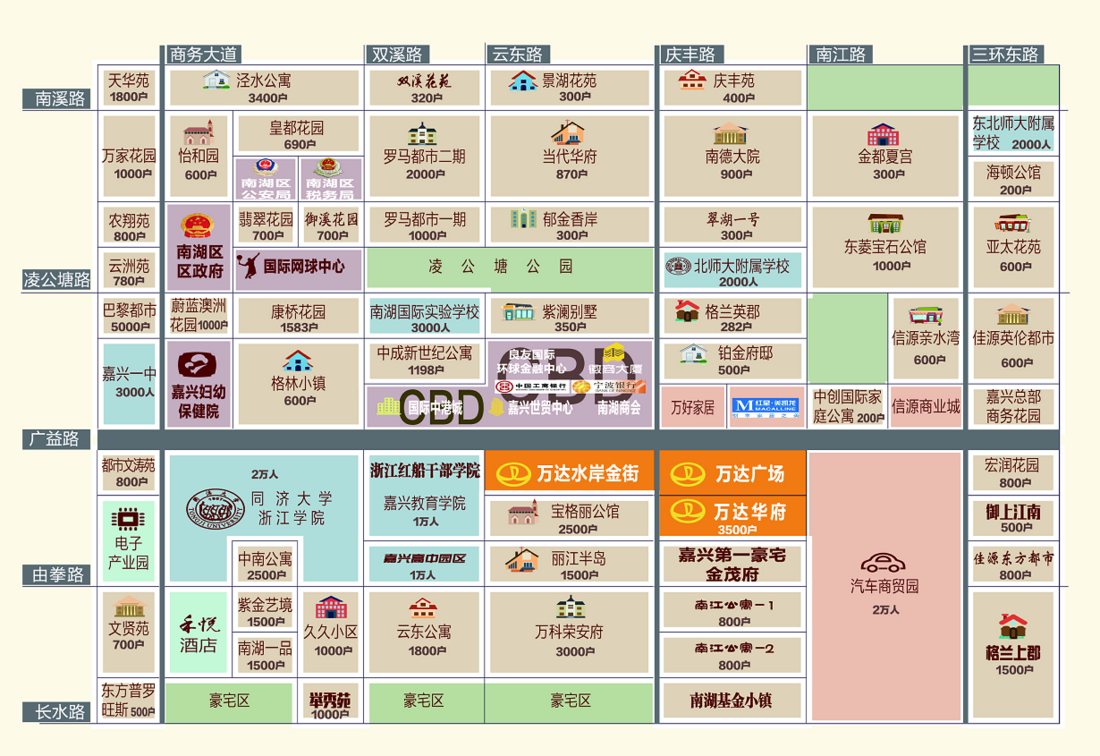 商务大道
双溪路
云东路
庆丰路
南江路
三环东路
南溪路
凌公塘路
广益路
由拳路
长水路
天华苑
1800户
泾水公寓
3400户
双溪花苑
320户
景湖花苑
300户
庆丰苑
400户
万家花园
1000户
怡和园
600户
皇都花园
690户
南湖区
公安局
南湖区
税务局
罗马都市二期
2000户
当代华府
870户
南德大院
900户
金都夏宫
300户
东北师大附属
学校 2000人
海顿公馆
200户
农翔苑
800户
南湖区
区政府
翡翠花园
700户
御溪花园
700户
罗马都市一期
1000户
郁金香岸
300户
翠湖一号
300户
东菱宝石公馆
1000户
亚太花苑
600户
云洲苑
780户
国际网球中心
凌公塘公园
北师大附属学校
2000人
巴黎都市
5000户
蔚蓝澳洲
花园1000户
康桥花园
1583户
南湖国际实验学校
3000人
紫澜别墅
350户
格兰英郡
282户
信源亲水湾
600户
佳源英伦都市
600户
嘉兴一中
3000人
嘉兴妇幼
保健院
格林小镇
600户
中成新世纪公寓
1198户
CBD
良友国际
环球金融中心
徽商大厦
中国工商银行
宁波银行
嘉兴世贸中心
南湖商会
铂金府邸
500户
CBD
国际中港城
万好家居
红星·美凯龙
MACALLINE
中创国际家
庭公寓 200户
信源商业城
嘉兴总部
商务花园
都市文涛苑
800户
2万人
同济大学
浙江学院
TONGJI UNIVERSITY
浙江红船干部学院
嘉兴教育学院
1万人
万达水岸金街
万达广场
宏润花园
800户
电子
产业园
宝格丽公馆
2500户
万达华府
3500户
御上江南
500户
中南公寓
2500户
嘉兴高中园区
1万人
丽江半岛
1500户
嘉兴第一豪宅
金茂府
汽车商贸园
2万人
佳源东方都市
800户
文贤苑
700户
禾悦
酒店
紫金艺境
1500户
久久小区
1000户
云东公寓
1800户
万科荣安府
3000户
南江公寓-1
800户
格兰上郡
1500户
南湖一品
1500户
南江公寓-2
800户
东方普罗
旺斯 500户
豪宅区
举秀苑
1000户
豪宅区
豪宅区
南湖基金小镇